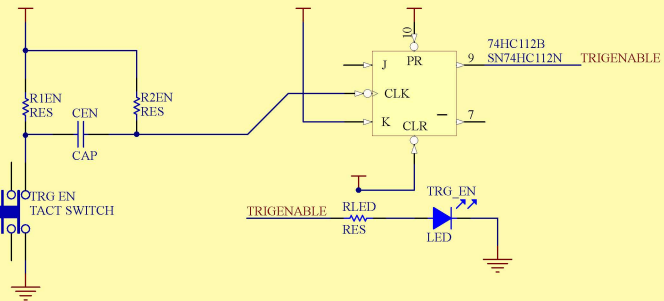 10
74HC112B
SN74HC112N
J
PR
9
TRIGENABLE
R1EN
RES
R2EN
RES
CEN
CAP
CLK
K
CLR
7
TRG EN
TACT SWITCH
TRIGENABLE
RLED
RES
TRG_EN
LED